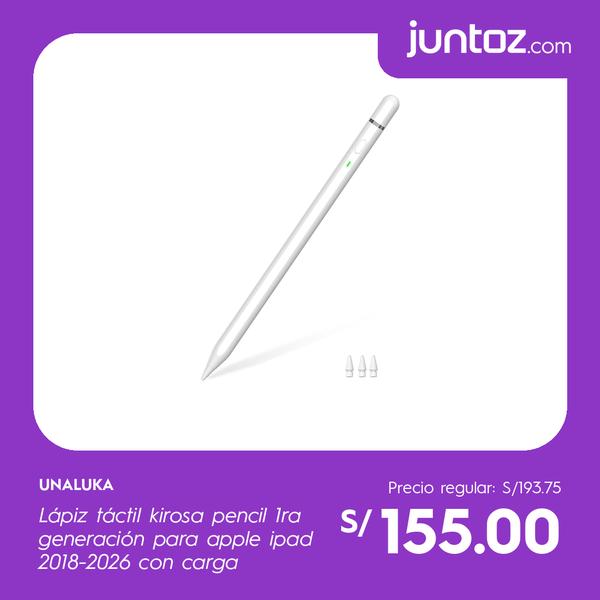 juntoz.com
UNALUKA
Lápiz táctil kirosa pencil 1ra
generación para apple ipad
2018-2026 con carga
Precio regular: S/193.75
S/155.00